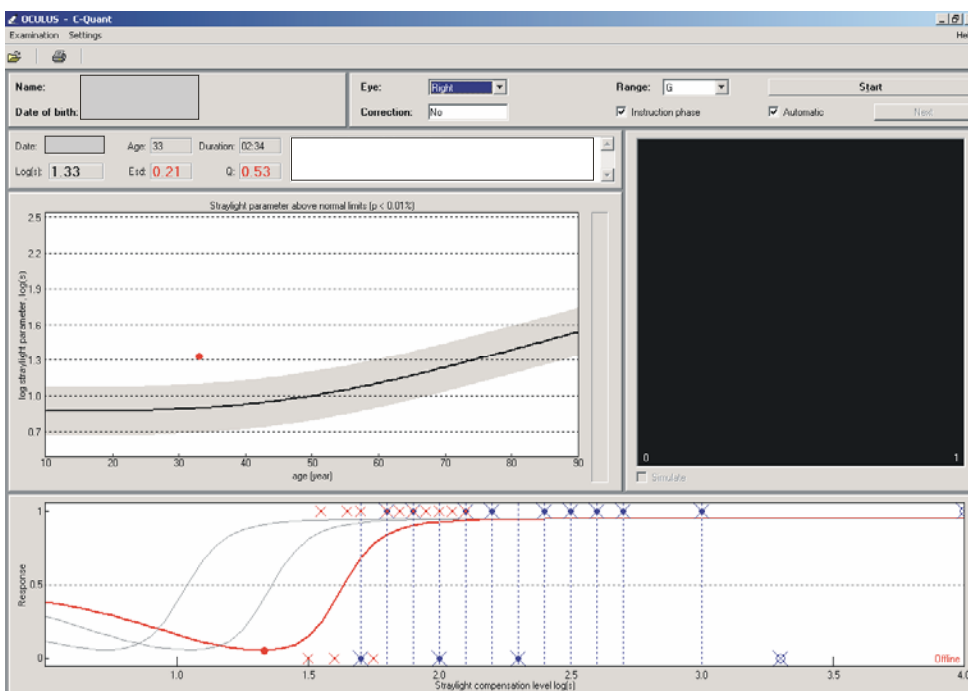 OCULUS - C-Quant
Examination Settings Hel
Name:
Date of birth:
Eye: Right
Correction: No
Range: G Start
Instruction phase Automatic Next
Date: Age: 33 Duration: 02:34
Log(s): 1.33 Esd: 0.21 Q: 0.53
Straylight parameter above normal limits (p < 0.01%)
log straylight parameter, log(s)
2.5
2.2
1.9
1.6
1.3
1.0
0.7
10 20 30 40 50 60 70 80 90
age (year)
0 1
Simulate
Response
1
0.5
0
Offline
1.0 1.5 2.0 2.5 3.0 3.5 4.0
Straylight compensation level log(s)